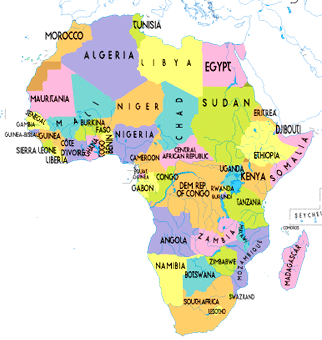 TUNISIA
MOROCCO
ALGERIA
LIBYA
EGYPT
MAURITANIA
MALI
NIGER
CHAD
SUDAN
ERITREA
DJIBOUTI
SENEGAL
GAMBIA
GUINEA-BISSAU
GUINEA
SIERRA LEONE
LIBERIA
CÔTE
D'IVOIRE
BURKINA
FASO
GHANA
TOGO
BENIN
NIGERIA
CAMEROON
CENTRAL
AFRICAN REPUBLIC
ETHIOPIA
SOMALIA
EQUAT.
GUINEA
GABON
CONGO
DEM REP.
OF CONGO
UGANDA
KENYA
RWANDA
BURUNDI
TANZANIA
SEYCHE
COMOROS
ANGOLA
ZAMBIA
MOZAMBIQUE
MADAGASCAR
NAMIBIA
ZIMBABWE
BOTSWANA
SOUTH AFRICA
SWAZILAND
LESOTHO